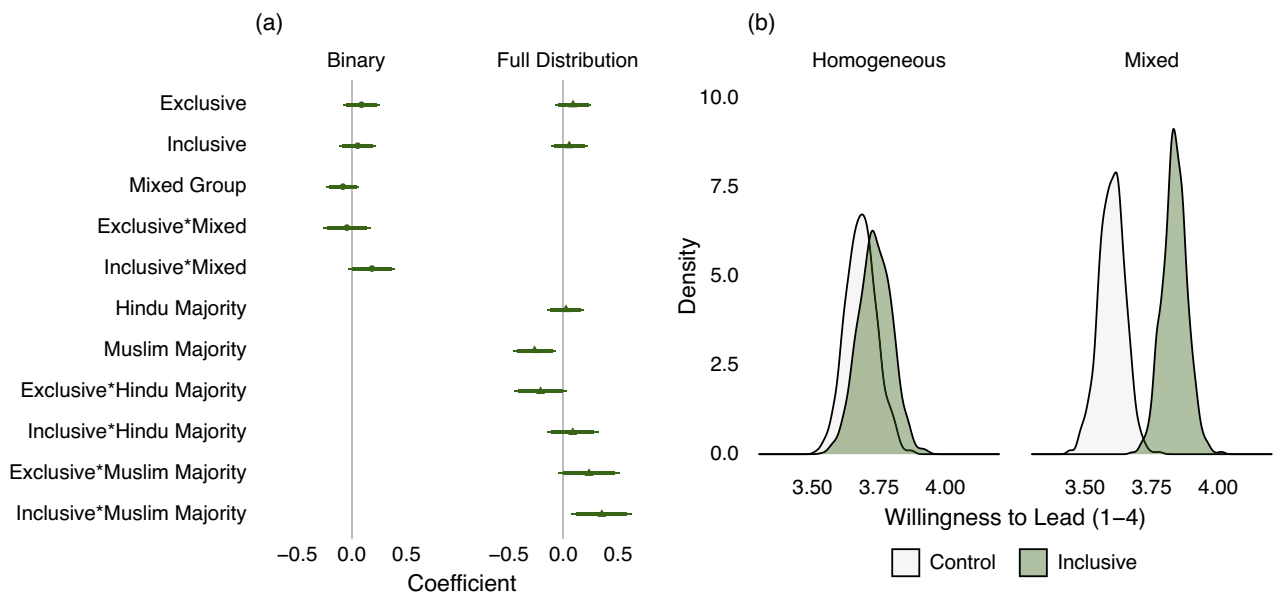 (a)
Binary
Full Distribution
Exclusive
Inclusive
Mixed Group
Exclusive*Mixed
Inclusive*Mixed
Hindu Majority
Muslim Majority
Exclusive*Hindu Majority
Inclusive*Hindu Majority
Exclusive*Muslim Majority
Inclusive*Muslim Majority
−0.5 0.0 0.5
−0.5 0.0 0.5
Coefficient
(b)
Homogeneous
Mixed
Density
10.0
7.5
5.0
2.5
0.0
3.50 3.75 4.00
3.50 3.75 4.00
Willingness to Lead (1−4)
Control
Inclusive